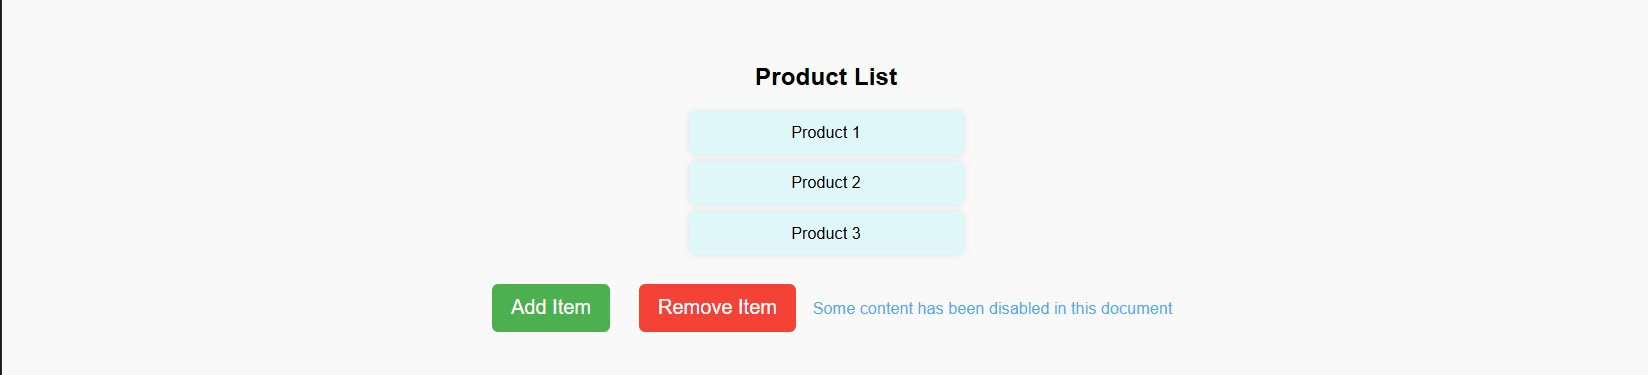 Product List
Product 1
Product 2
Product 3
Add Item Remove Item Some content has been disabled in this document